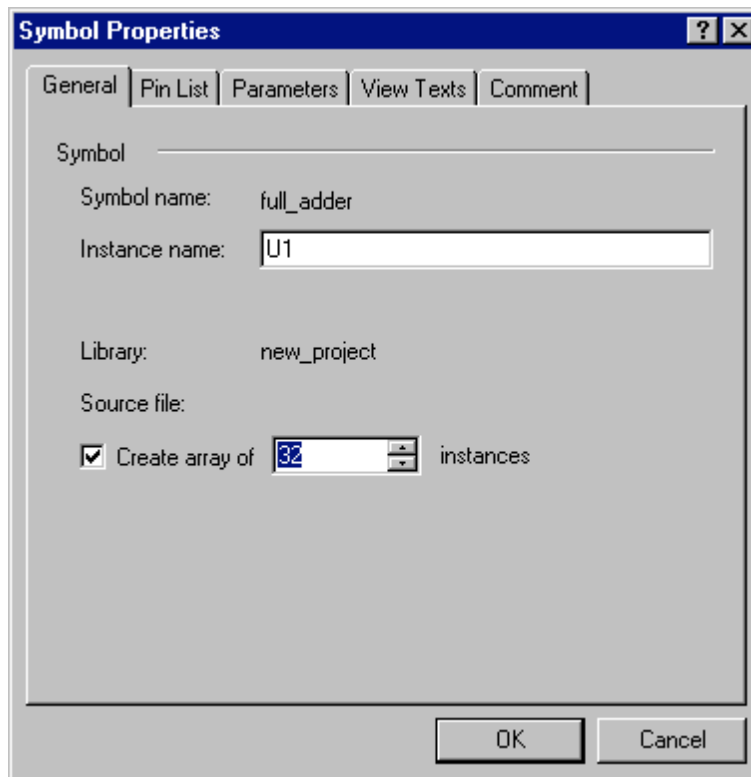 Symbol Properties
General Pin List Parameters View Texts Comment
Symbol
Symbol name: full_adder
Instance name: U1
Library: new_project
Source file:
Create array of 32 instances
OK Cancel